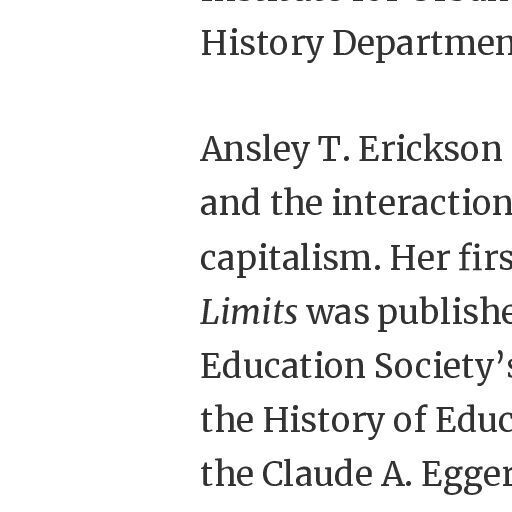 History Departmen
Ansley T. Erickson
and the interaction
capitalism. Her firs
Limits was publishe
Education Society’s
the History of Educ
the Claude A. Egger